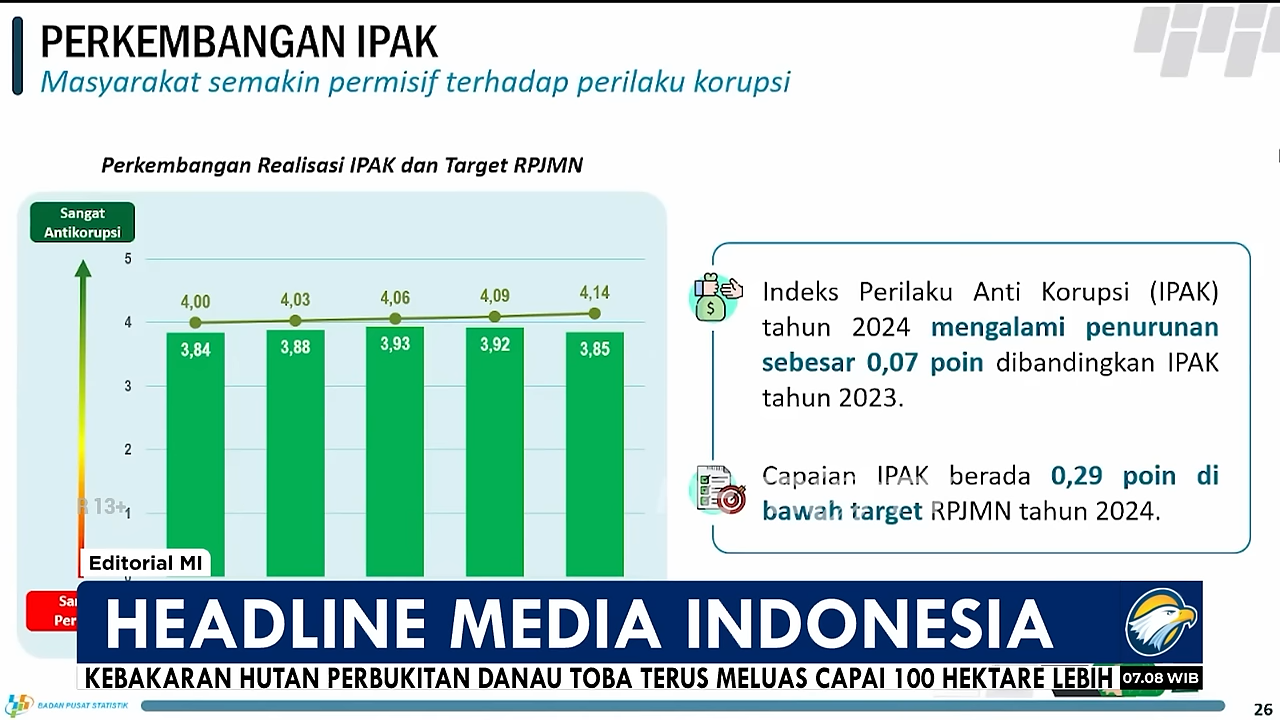 PERKEMBANGAN IPAK
Masyarakat semakin permisif terhadap perilaku korupsi
Perkembangan Realisasi IPAK dan Target RPJMN
Sangat
Antikorupsi
5
4,00 4,03 4,06 4,09 4,14
4
3,84 3,88 3,93 3,92 3,85
3
2
R 13+
1
Indeks Perilaku Anti Korupsi (IPAK)
tahun 2024 mengalami penurunan
sebesar 0,07 poin dibandingkan IPAK
tahun 2023.
Capaian IPAK berada 0,29 poin di
bawah target RPJMN tahun 2024.
Editorial MI
HEADLINE MEDIA INDONESIA
KEBAKARAN HUTAN PERBUKITAN DANAU TOBA TERUS MELUAS CAPAI 100 HEKTARE LEBIH
07.08 WIB
BADAN PUSAT STATISTIK
26